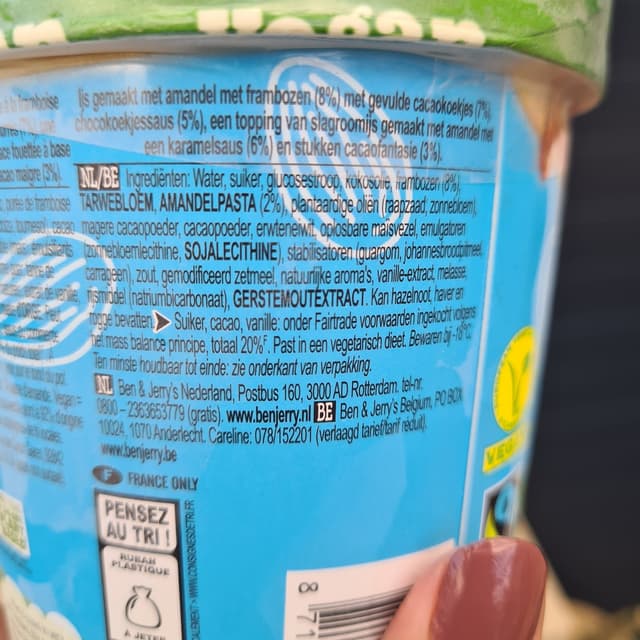 Vegan
Ijs gemaakt met amandel met frambozen (8%) met gevulde cacaokoekjes (7%),
chocokoekjessaus (5%), een topping van slagroomijs gemaakt met amandel met
een karamelsaus (6%) en stukken cacaofantasie (3%).
NL/BE Ingrediënten: Water, suiker, glucosestroop, kokosolie, frambozen (8%),
TARWEBLOEM, AMANDELPASTA (2%), plantaardige oliën (raapzaad, zonnebloem),
magere cacaopoeder, cacaopoeder, erwteneiwit, oplosbare maïsvezel, emulgatoren
(zonnebloemlecithine, SOJALECITHINE), stabilisatoren (guargom, johannesbroodpitmeel,
carrageen), zout, gemodificeerd zetmeel, natuurlijke aroma's, vanille-extract, melasse,
rijsmiddel (natriumbicarbonaat), GERSTEMOUTEXTRACT. Kan hazelnoot, haver en
rogge bevatten. Suiker, cacao, vanille: onder Fairtrade voorwaarden ingekocht volgens
het mass balance principe, totaal 20%. Past in een vegetarisch dieet. Bewaren bij -18°C.
Ten minste houdbaar tot einde: zie onderkant van verpakking.
NL Ben & Jerry's Nederland, Postbus 160, 3000 AD Rotterdam. tel-nr.
0800 - 2363653779 (gratis). www.benjerry.nl BE Ben & Jerry's Belgium, PO BOX
10024, 1070 Anderlecht. Careline: 078/152201 (verlaagd tarief/tarif réduit).
www.benjerry.be
F FRANCE ONLY
PENSEZ
AU TRI !
RUBAN
PLASTIQUE
À JETER
WWW.CONSIGNESDETRI.FR
8 71